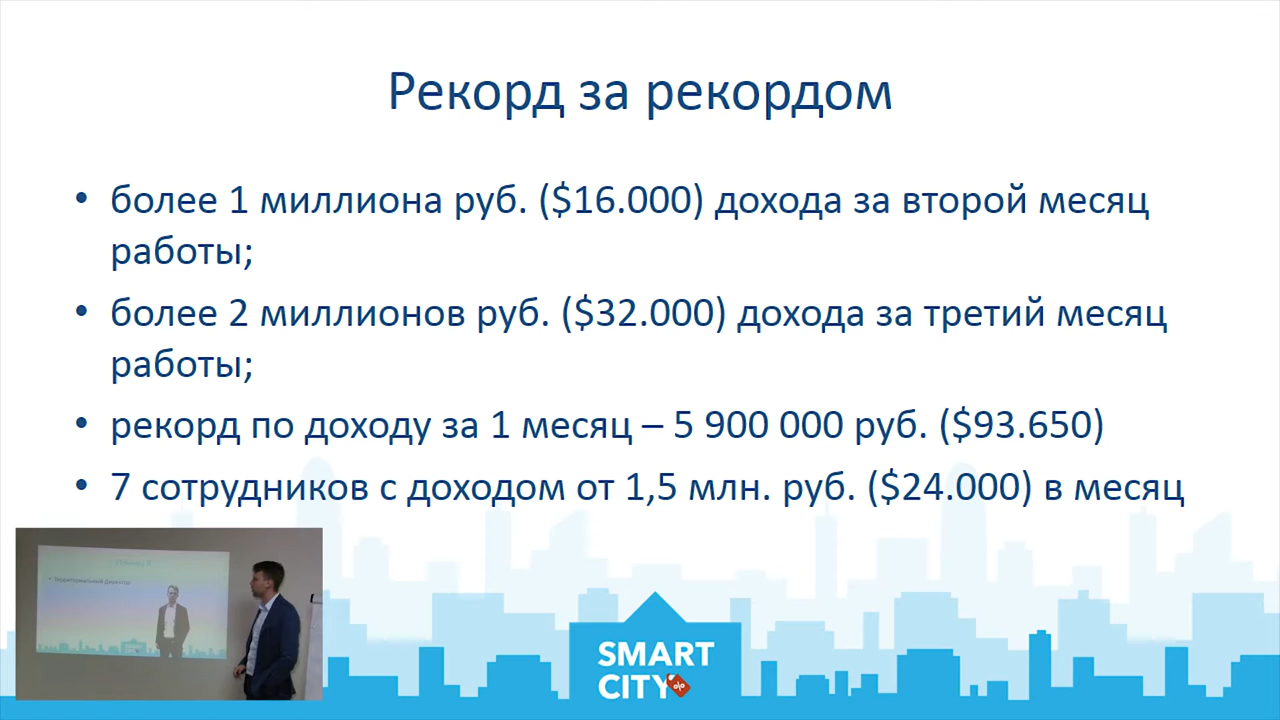 Рекорд за рекордом
• более 1 миллиона руб. ($16.000) дохода за второй месяц
работы;
• более 2 миллионов руб. ($32.000) дохода за третий месяц
работы;
• рекорд по доходу за 1 месяц – 5 900 000 руб. ($93.650)
• 7 сотрудников с доходом от 1,5 млн. руб. ($24.000) в месяц
• Территориальный Директор
SMART
CITY %